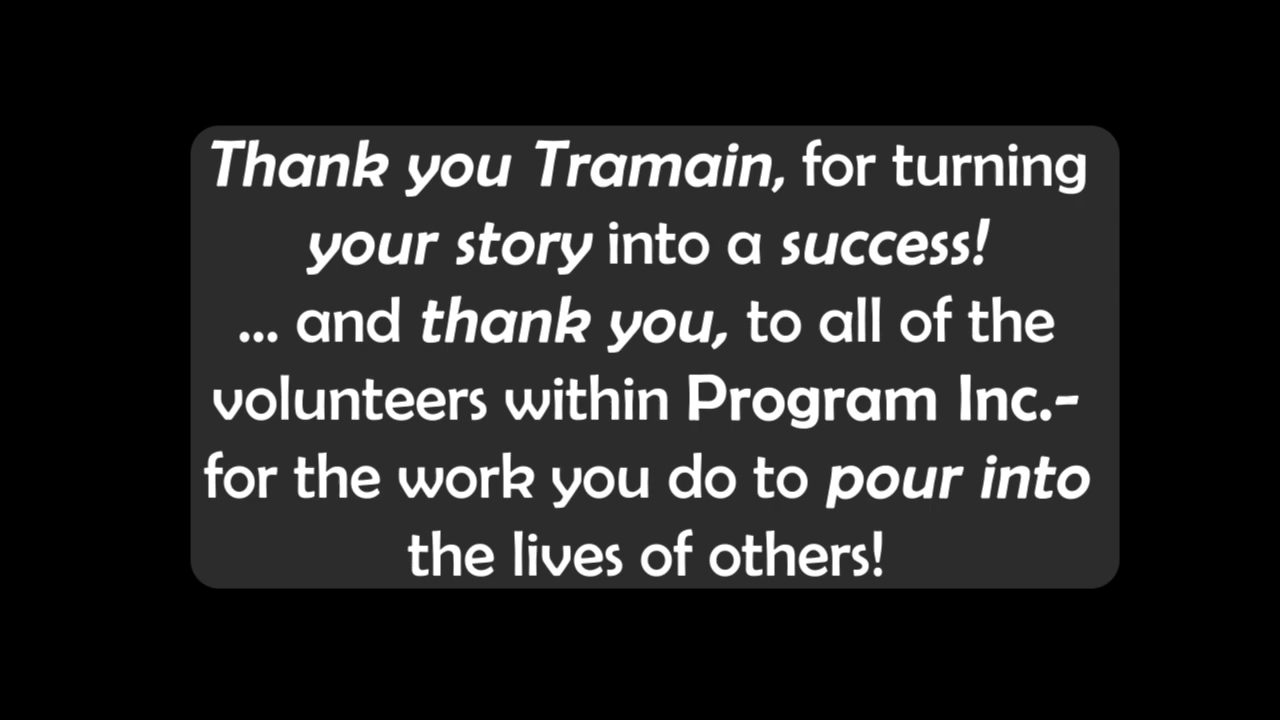 Thank you Tramain, for turning
your story into a success!
... and thank you, to all of the
volunteers within Program Inc.-
for the work you do to pour into
the lives of others!